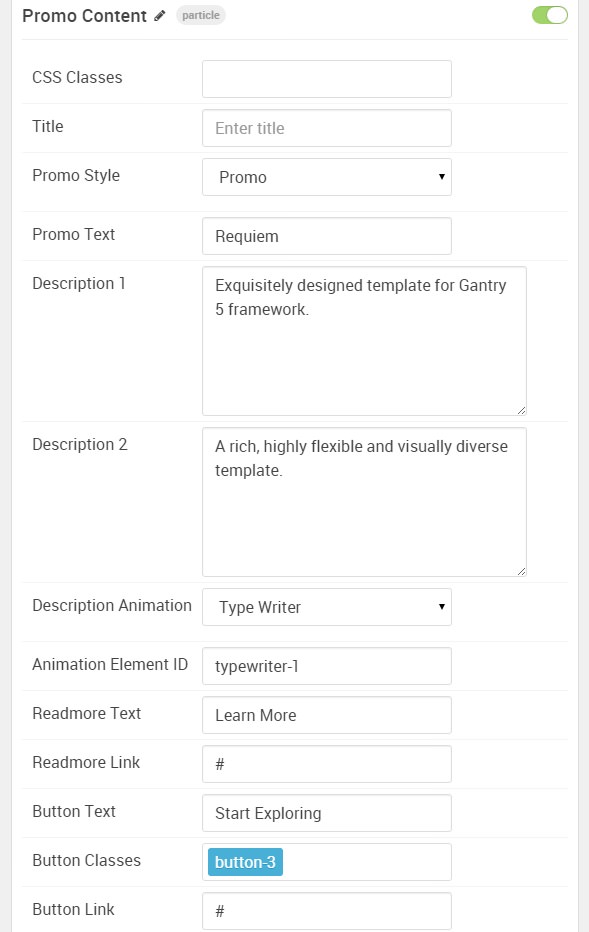 Promo Content particle
CSS Classes
Title Enter title
Promo Style Promo
Promo Text Requiem
Description 1 Exquisitely designed template for Gantry
5 framework.
Description 2 A rich, highly flexible and visually diverse
template.
Description Animation Type Writer
Animation Element ID typewriter-1
Readmore Text Learn More
Readmore Link #
Button Text Start Exploring
Button Classes button-3
Button Link #